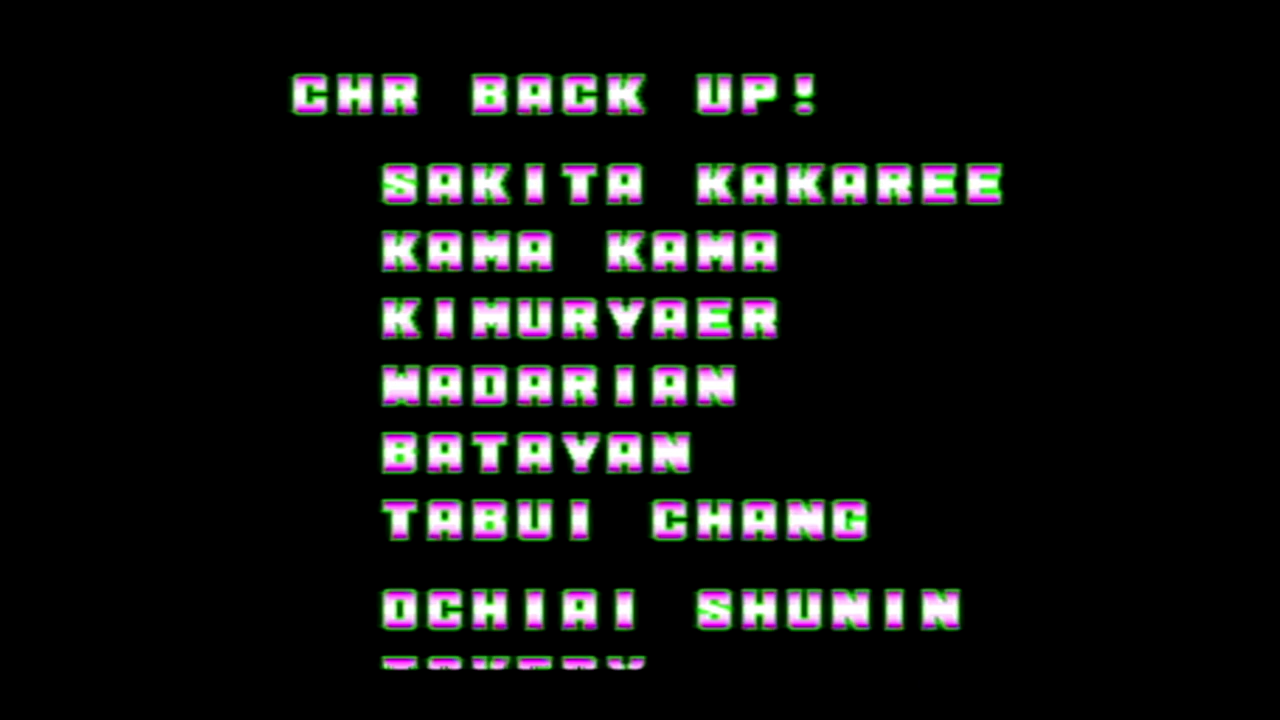 CHR BACK UP!
SAKITA KAKAREE
KAMA KAMA
KIMURYAER
WADARIAN
BATAYAN
TABUI CHANG
OCHIAI SHUNIN